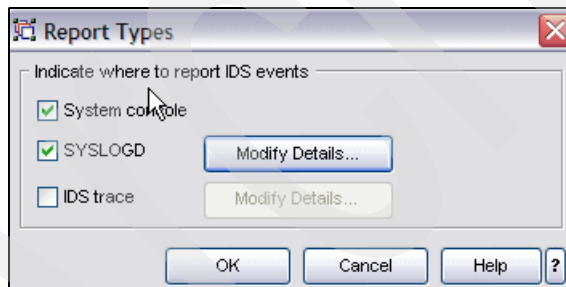 Report Types
Indicate where to report IDS events
System console
SYSLOGD Modify Details...
IDS trace Modify Details...
OK Cancel Help ?